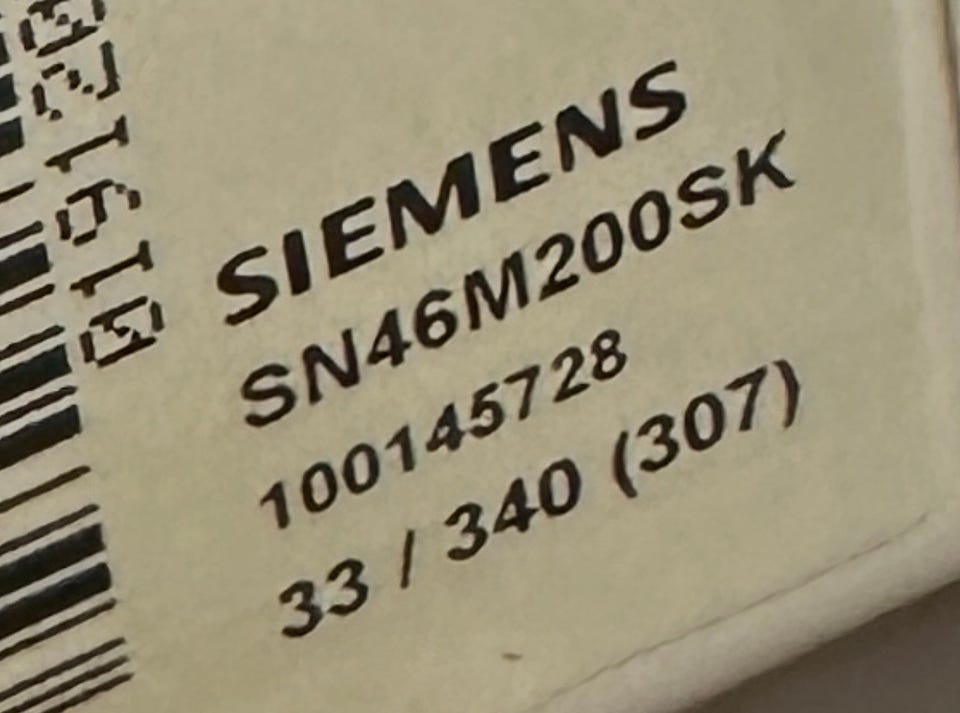 SIEMENS
SN46M200SK
100145728
33 / 340 (307)